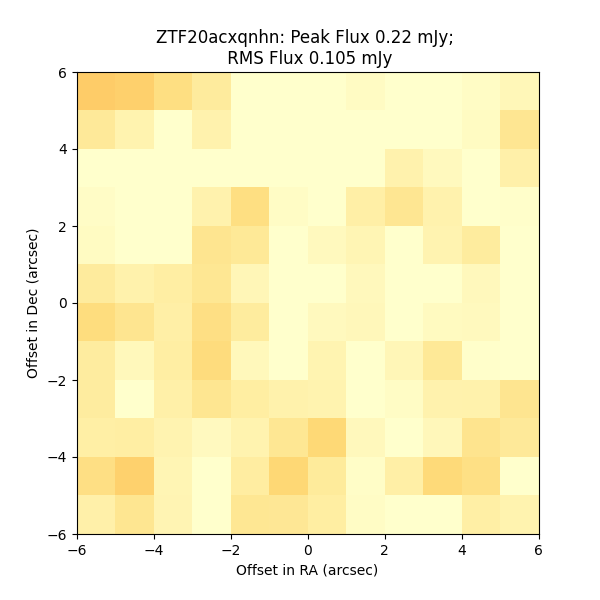 ZTF20acxqnhn: Peak Flux 0.22 mJy;
RMS Flux 0.105 mJy
6
4
2
0
−2
−4
−6
Offset in Dec (arcsec)
−6 −4 −2 0 2 4 6
Offset in RA (arcsec)